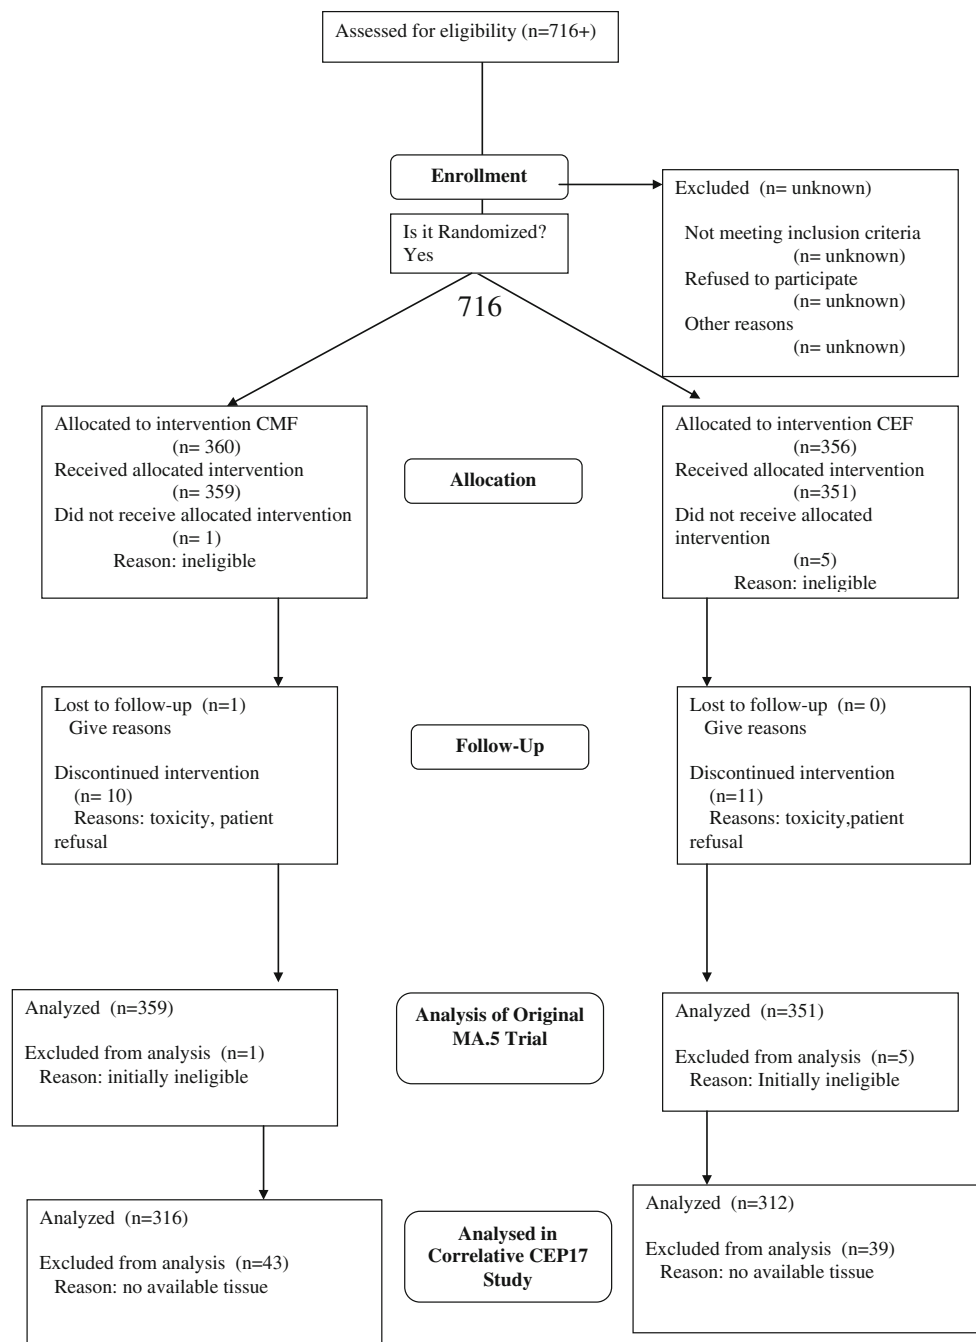 Assessed for eligibility (n=716+)
Enrollment
Excluded (n= unknown)
Not meeting inclusion criteria
(n= unknown)
Refused to participate
(n= unknown)
Other reasons
(n= unknown)
Is it Randomized?
Yes
716
Allocated to intervention CMF
(n= 360)
Received allocated intervention
(n= 359)
Did not receive allocated intervention
(n= 1)
Reason: ineligible
Allocation
Allocated to intervention CEF
(n=356)
Received allocated intervention
(n=351)
Did not receive allocated
intervention
(n=5)
Reason: ineligible
Lost to follow-up (n=1)
Give reasons
Discontinued intervention
(n= 10)
Reasons: toxicity, patient
refusal
Follow-Up
Lost to follow-up (n= 0)
Give reasons
Discontinued intervention
(n=11)
Reasons: toxicity,patient
refusal
Analyzed (n=359)
Excluded from analysis (n=1)
Reason: initially ineligible
Analysis of Original
MA.5 Trial
Analyzed (n=351)
Excluded from analysis (n=5)
Reason: Initially ineligible
Analyzed (n=316)
Excluded from analysis (n=43)
Reason: no available tissue
Analysed in
Correlative CEP17
Study
Analyzed (n=312)
Excluded from analysis (n=39)
Reason: no available tissue